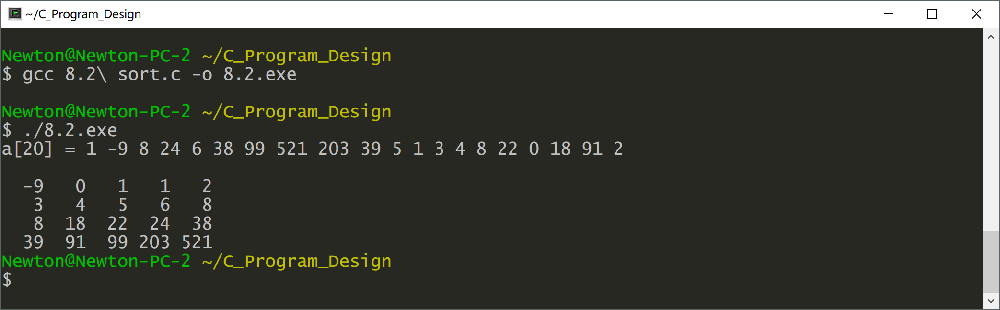 ~/C_Program_Design
Newton@Newton-PC-2 ~/C_Program_Design
$ gcc 8.2\ sort.c -o 8.2.exe
Newton@Newton-PC-2 ~/C_Program_Design
$ ./8.2.exe
a[20] = 1 -9 8 24 6 38 99 521 203 39 5 1 3 4 8 22 0 18 91 2
-9 0 1 1 2
3 4 5 6 8
8 18 22 24 38
39 91 99 203 521
Newton@Newton-PC-2 ~/C_Program_Design
$